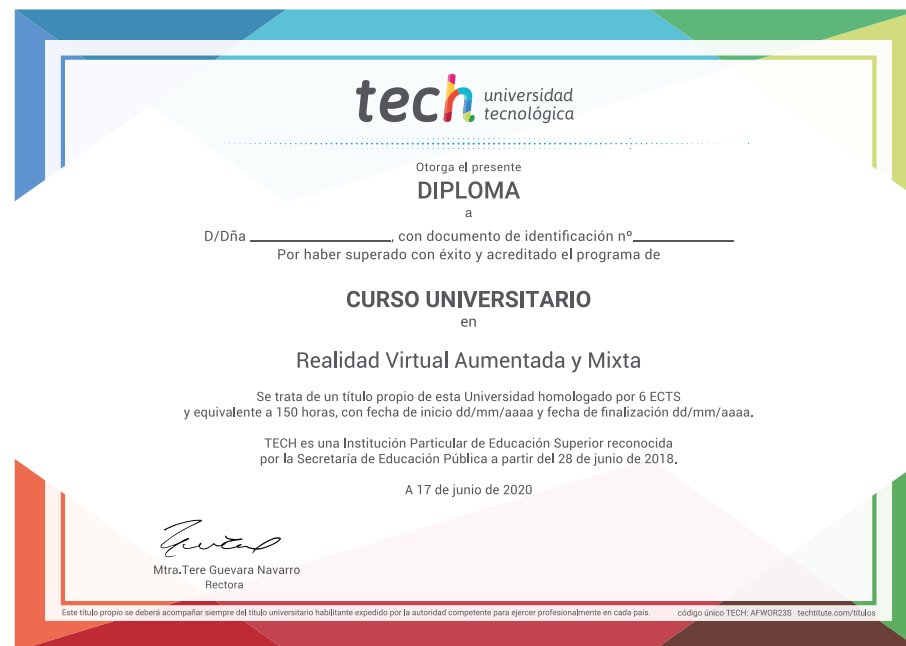 tech universidad
tecnológica
Otorga el presente
DIPLOMA
a
D/Dña ________________, con documento de identificación nº____________
Por haber superado con éxito y acreditado el programa de
CURSO UNIVERSITARIO
en
Realidad Virtual Aumentada y Mixta
Se trata de un título propio de esta Universidad homologado por 6 ECTS
y equivalente a 150 horas, con fecha de inicio dd/mm/aaaa y fecha de finalización dd/mm/aaaa.
TECH es una Institución Particular de Educación Superior reconocida
por la Secretaría de Educación Pública a partir del 28 de junio de 2018.
A 17 de junio de 2020
Mtra.Tere Guevara Navarro
Rectora
Este título propio se deberá acompañar siempre del título universitario habilitante expedido por la autoridad competente para ejercer profesionalmente en cada país. código único TECH: AFWOR23S techtitute.com/titulos